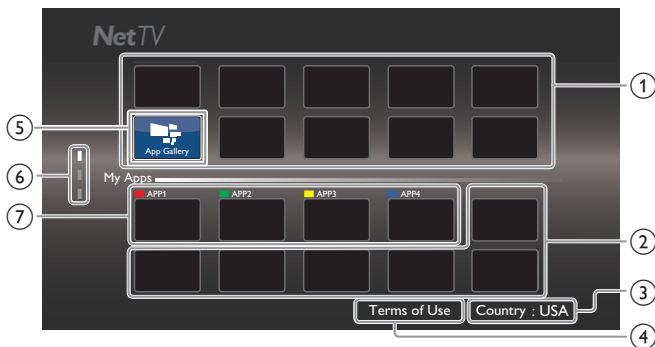 NetTV
1
5
App Gallery
6
My Apps
7
APP1 APP2 APP3 APP4
2
3
Terms of Use Country : USA
4